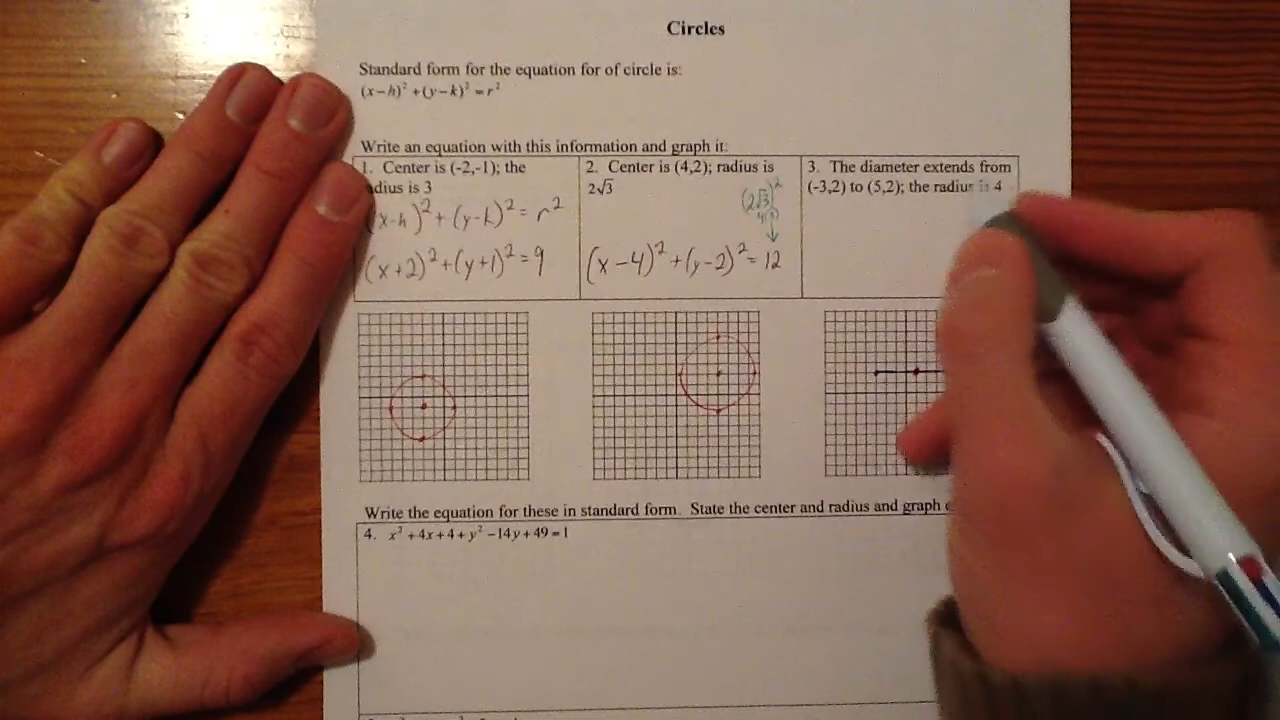 Circles
Standard form for the equation for of circle is:
(x-h)² + (y-k)² = r²
Write an equation with this information and graph it:
1. Center is (-2,-1); the
radius is 3
(x-h)² + (y-k)² = r²
(x+2)² + (y+1)² = 9
2. Center is (4,2); radius is
2√3
(2√3)²
(x-4)² + (y-2)² = 12
3. The diameter extends from
(-3,2) to (5,2); the radius is 4
Write the equation for these in standard form. State the center and radius and graph
4. x² + 4x + 4 + y² - 14y + 49 = 1